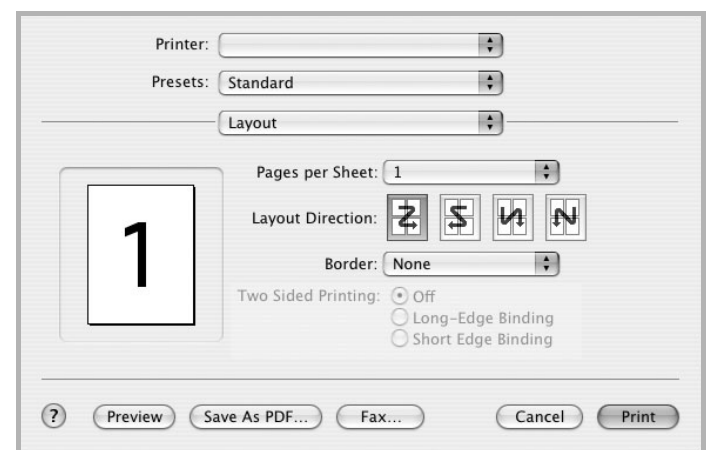 Printer:
Presets: Standard
Layout
Pages per Sheet: 1
1
Layout Direction:
Border: None
Two Sided Printing: Off
Long-Edge Binding
Short Edge Binding
? Preview Save As PDF... Fax... Cancel Print